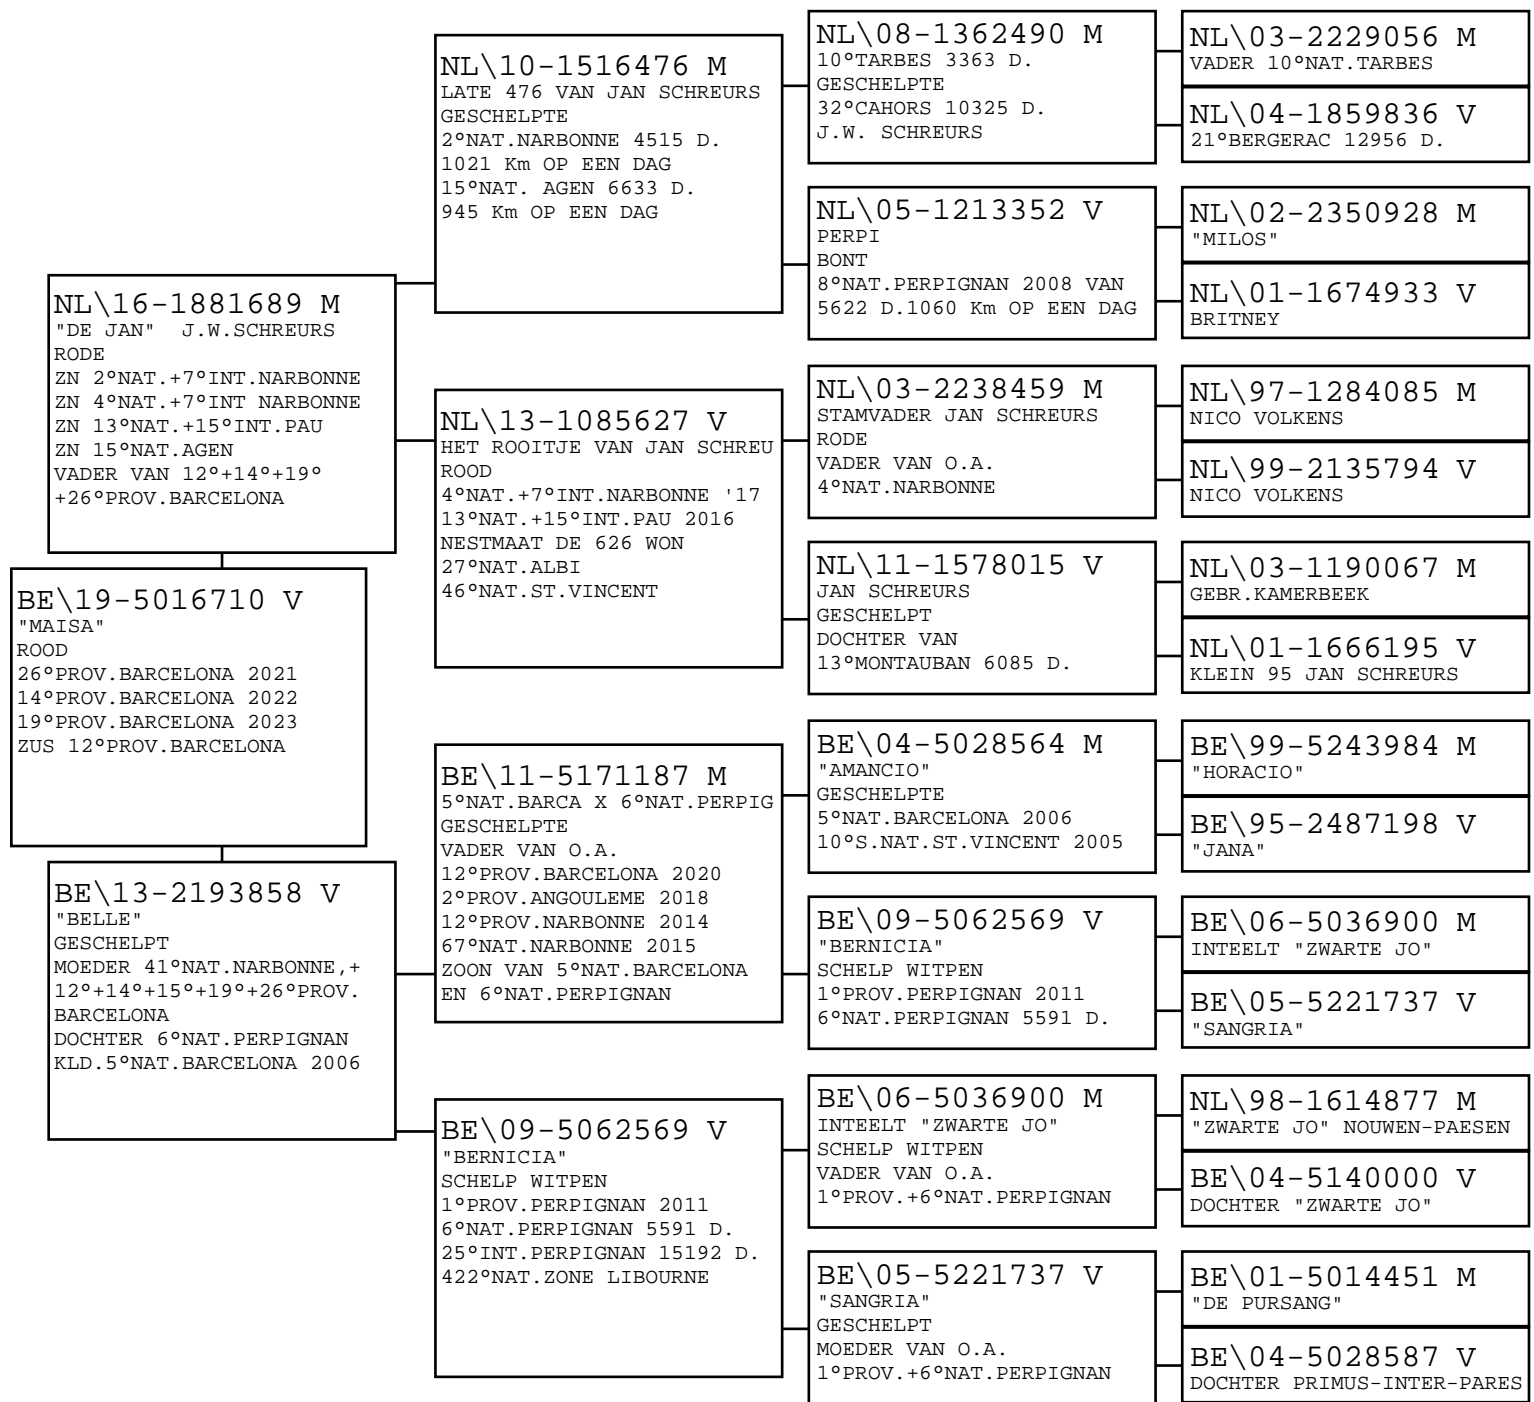 BE\19-5016710 V
"MAISA"
ROOD
26°PROV.BARCELONA 2021
14°PROV.BARCELONA 2022
19°PROV.BARCELONA 2023
ZUS 12°PROV.BARCELONA
NL\16-1881689 M
"DE JAN"  J.W.SCHREURS
RODE
ZN 2°NAT.+7°INT.NARBONNE
ZN 4°NAT.+7°INT NARBONNE
ZN 13°NAT.+15°INT.PAU
ZN 15°NAT.AGEN
VADER VAN 12°+14°+19°
+26°PROV.BARCELONA
BE\13-2193858 V
"BELLE"
GESCHELPT
MOEDER 41°NAT.NARBONNE,+
12°+14°+15°+19°+26°PROV.
BARCELONA
DOCHTER 6°NAT.PERPIGNAN
KLD.5°NAT.BARCELONA 2006
NL\10-1516476 M
LATE 476 VAN JAN SCHREURS
GESCHELPTE
2°NAT.NARBONNE 4515 D.
1021 Km OP EEN DAG
15°NAT. AGEN 6633 D.
945 Km OP EEN DAG
NL\13-1085627 V
HET ROOITJE VAN JAN SCHREU
ROOD
4°NAT.+7°INT.NARBONNE '17
13°NAT.+15°INT.PAU 2016
NESTMAAT DE 626 WON
27°NAT.ALBI
46°NAT.ST.VINCENT
BE\11-5171187 M
5°NAT.BARCA X 6°NAT.PERPIG
GESCHELPTE
VADER VAN O.A.
12°PROV.BARCELONA 2020
2°PROV.ANGOULEME 2018
12°PROV.NARBONNE 2014
67°NAT.NARBONNE 2015
ZOON VAN 5°NAT.BARCELONA
EN 6°NAT.PERPIGNAN
BE\09-5062569 V
"BERNICIA"
SCHELP WITPEN
1°PROV.PERPIGNAN 2011
6°NAT.PERPIGNAN 5591 D.
25°INT.PERPIGNAN 15192 D.
422°NAT.ZONE LIBOURNE
NL\08-1362490 M
10°TARBES 3363 D.
GESCHELPTE
32°CAHORS 10325 D.
J.W. SCHREURS
NL\05-1213352 V
PERPI
BONT
8°NAT.PERPIGNAN 2008 VAN
5622 D.1060 Km OP EEN DAG
NL\03-2238459 M
STAMVADER JAN SCHREURS
RODE
VADER VAN O.A.
4°NAT.NARBONNE
NL\11-1578015 V
JAN SCHREURS
GESCHELPT
DOCHTER VAN
13°MONTAUBAN 6085 D.
BE\04-5028564 M
"AMANCIO"
GESCHELPTE
5°NAT.BARCELONA 2006
10°S.NAT.ST.VINCENT 2005
BE\09-5062569 V
"BERNICIA"
SCHELP WITPEN
1°PROV.PERPIGNAN 2011
6°NAT.PERPIGNAN 5591 D.
BE\06-5036900 M
INTEELT "ZWARTE JO"
SCHELP WITPEN
VADER VAN O.A.
1°PROV.+6°NAT.PERPIGNAN
BE\05-5221737 V
"SANGRIA"
GESCHELPT
MOEDER VAN O.A.
1°PROV.+6°NAT.PERPIGNAN
NL\03-2229056 M
VADER 10°NAT.TARBES
NL\04-1859836 V
21°BERGERAC 12956 D.
NL\02-2350928 M
"MILOS"
NL\01-1674933 V
BRITNEY
NL\97-1284085 M
NICO VOLKENS
NL\99-2135794 V
NICO VOLKENS
NL\03-1190067 M
GEBR.KAMERBEEK
NL\01-1666195 V
KLEIN 95 JAN SCHREURS
BE\99-5243984 M
"HORACIO"
BE\95-2487198 V
"JANA"
BE\06-5036900 M
INTEELT "ZWARTE JO"
BE\05-5221737 V
"SANGRIA"
NL\98-1614877 M
"ZWARTE JO" NOUWEN-PAESEN
BE\04-5140000 V
DOCHTER "ZWARTE JO"
BE\01-5014451 M
"DE PURSANG"
BE\04-5028587 V
DOCHTER PRIMUS-INTER-PARES